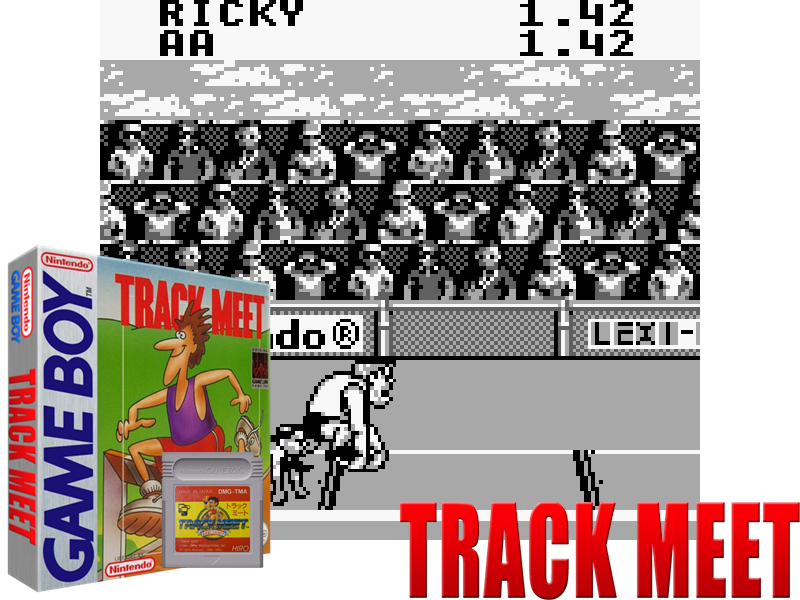 RICKY 1.42
AA 1.42
ndo®
LEXI-
Nintendo®
Nintendo®
GAME BOY
GAME BOY™
TRACK MEET
TRACK MEET
DMG-TMA
トラック
ミート
TRACK MEET
HIRO
Nintendo®
TRACK MEET